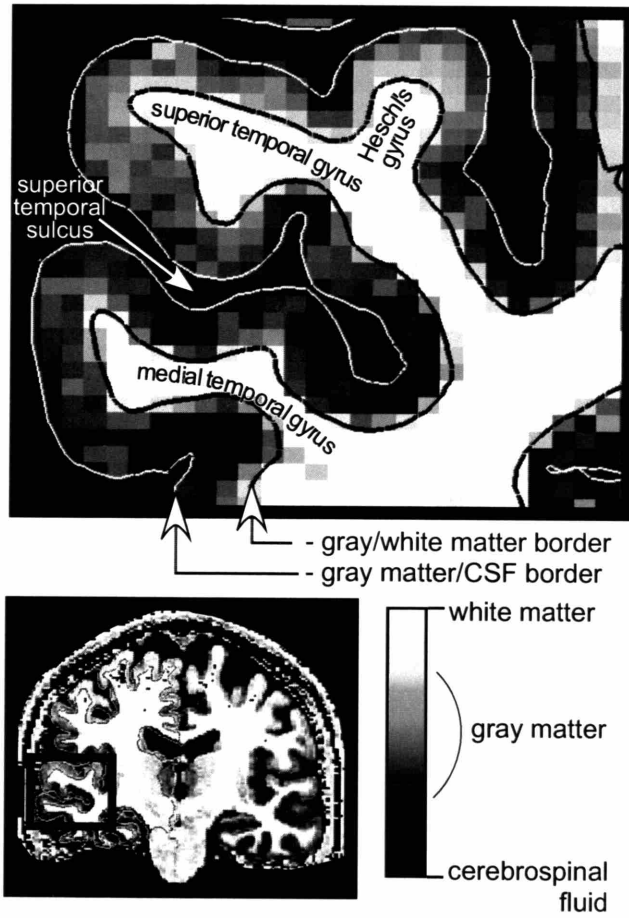 superior temporal gyrus
Heschl's
gyrus
superior
temporal
sulcus
medial temporal gyrus
- gray/white matter border
- gray matter/CSF border
white matter
gray matter
cerebrospinal
fluid